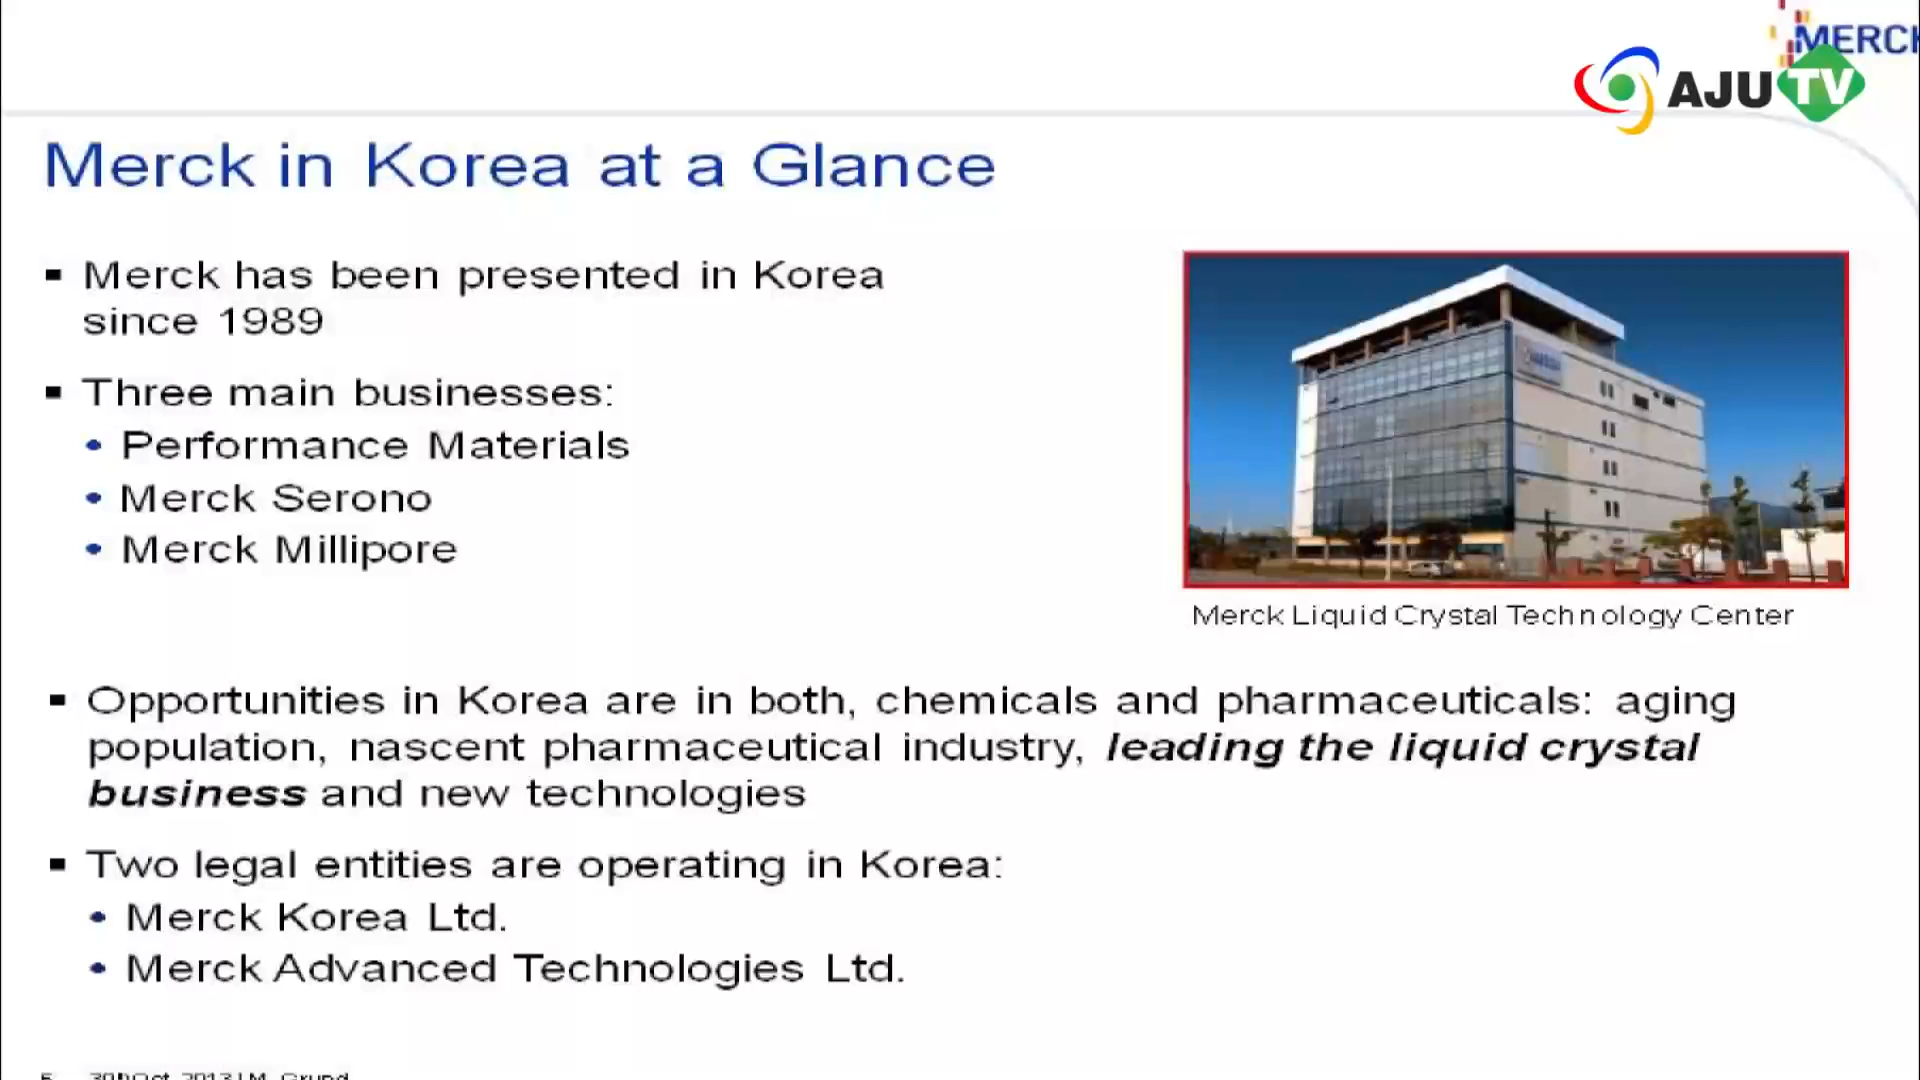 MERCK
AJU TV
Merck in Korea at a Glance
Merck has been presented in Korea
since 1989
Three main businesses:
Performance Materials
Merck Serono
Merck Millipore
Merck Liquid Crystal Technology Center
Opportunities in Korea are in both, chemicals and pharmaceuticals: aging
population, nascent pharmaceutical industry, leading the liquid crystal
business and new technologies
Two legal entities are operating in Korea:
Merck Korea Ltd.
Merck Advanced Technologies Ltd.
Oct 2013 | M. Grund